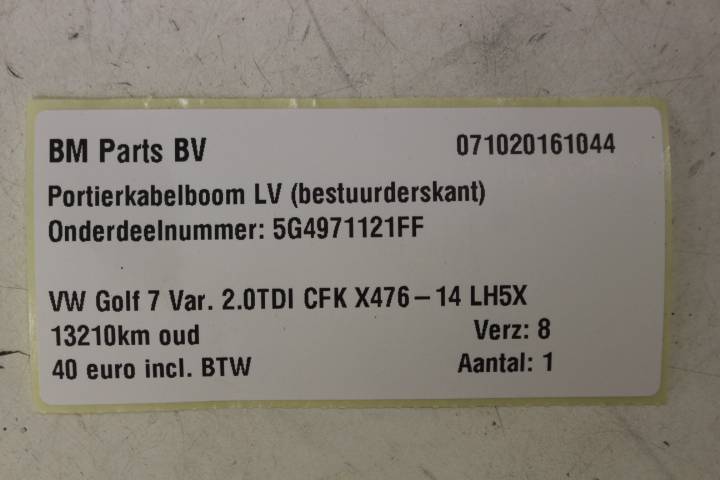 BM Parts BV 071020161044
Portierkabelboom LV (bestuurderskant)
Onderdeelnummer: 5G4971121FF
VW Golf 7 Var. 2.0TDI CFK X476-14 LH5X
13210km oud Verz: 8
40 euro incl. BTW Aantal: 1